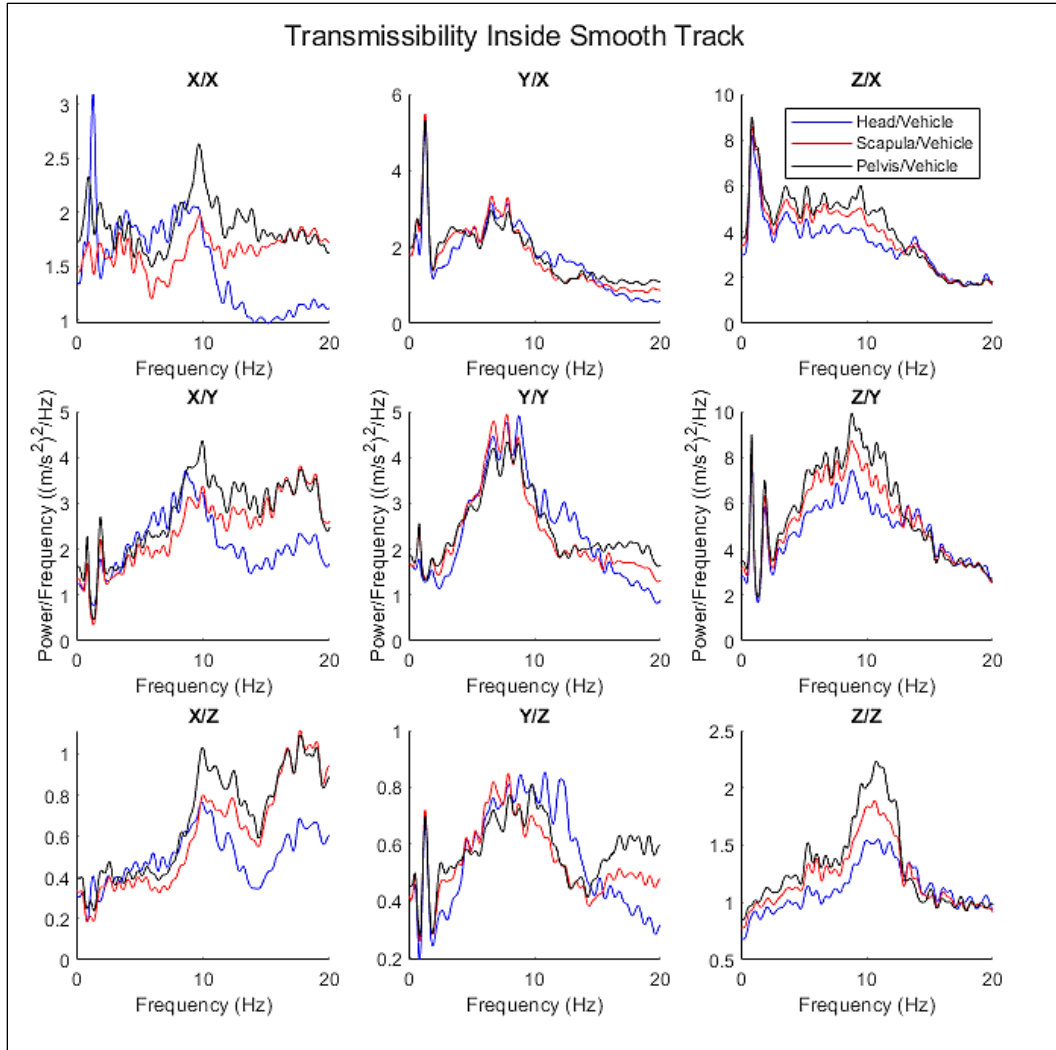 Transmissibility Inside Smooth Track
X/X
3
2.5
2
1.5
1
0 10 20
Frequency (Hz)
Y/X
6
4
2
0
0 10 20
Frequency (Hz)
Z/X
10
8
6
4
2
0
0 10 20
Frequency (Hz)
Head/Vehicle
Scapula/Vehicle
Pelvis/Vehicle
X/Y
Power/Frequency ((m/s²)²/Hz)
5
4
3
2
1
0
0 10 20
Frequency (Hz)
Y/Y
5
4
3
2
1
0
0 10 20
Frequency (Hz)
Z/Y
Power/Frequency ((m/s²)²/Hz)
10
8
6
4
2
0
0 10 20
Frequency (Hz)
X/Z
1
0.8
0.6
0.4
0.2
0
0 10 20
Frequency (Hz)
Y/Z
1
0.8
0.6
0.4
0.2
0 10 20
Frequency (Hz)
Z/Z
2.5
2
1.5
1
0.5
0 10 20
Frequency (Hz)